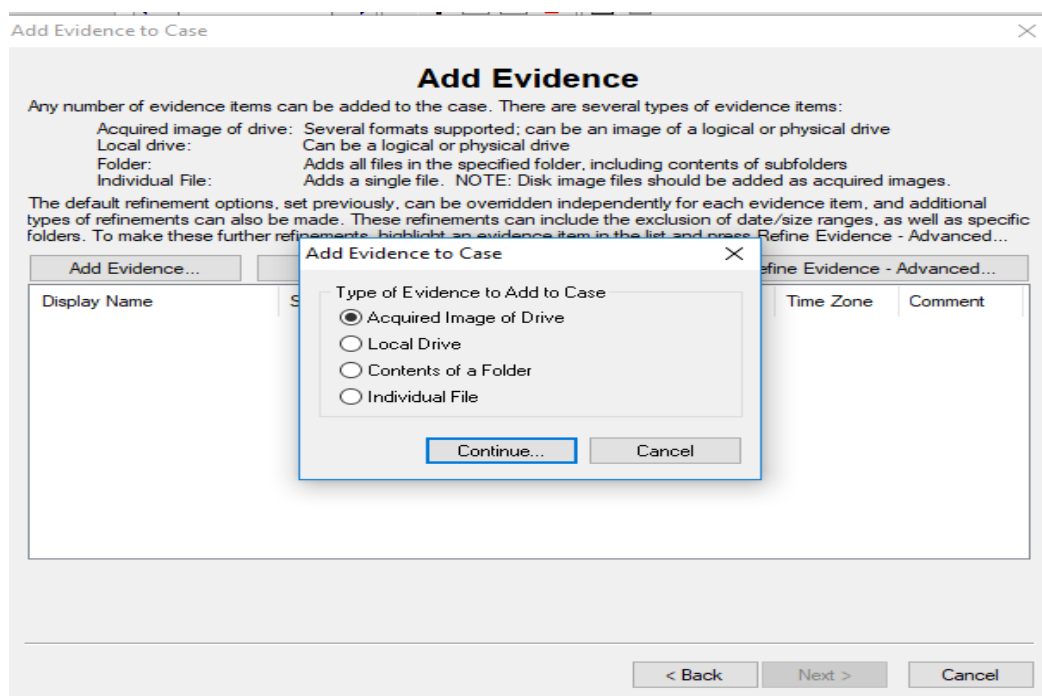 Add Evidence to Case
Add Evidence
Any number of evidence items can be added to the case. There are several types of evidence items:
Acquired image of drive: Several formats supported; can be an image of a logical or physical drive
Local drive: Can be a logical or physical drive
Folder: Adds all files in the specified folder, including contents of subfolders
Individual File: Adds a single file. NOTE: Disk image files should be added as acquired images.
The default refinement options, set previously, can be overridden independently for each evidence item, and additional
types of refinements can also be made. These refinements can include the exclusion of date/size ranges, as well as specific
folders. To make these further refinements, highlight an evidence item in the list and press Refine Evidence - Advanced...
Add Evidence to Case
Add Evidence...
Evidence - Advanced...
Display Name
Time Zone
Comment
Type of Evidence to Add to Case
Acquired Image of Drive
Local Drive
Contents of a Folder
Individual File
Continue...
Cancel
< Back
Next >
Cancel